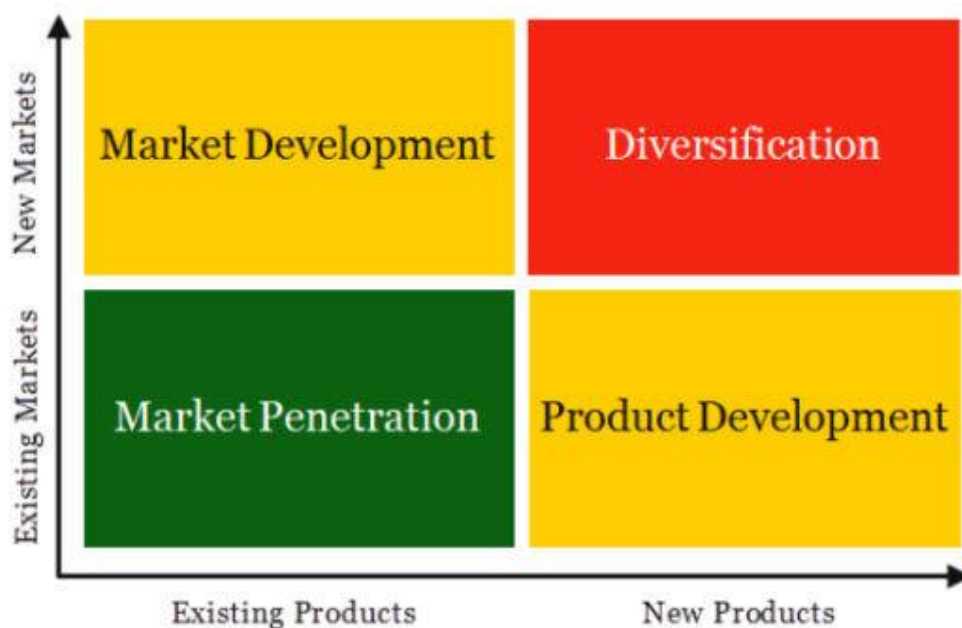 New Markets
Market Development
Diversification
Existing Markets
Market Penetration
Product Development
Existing Products
New Products